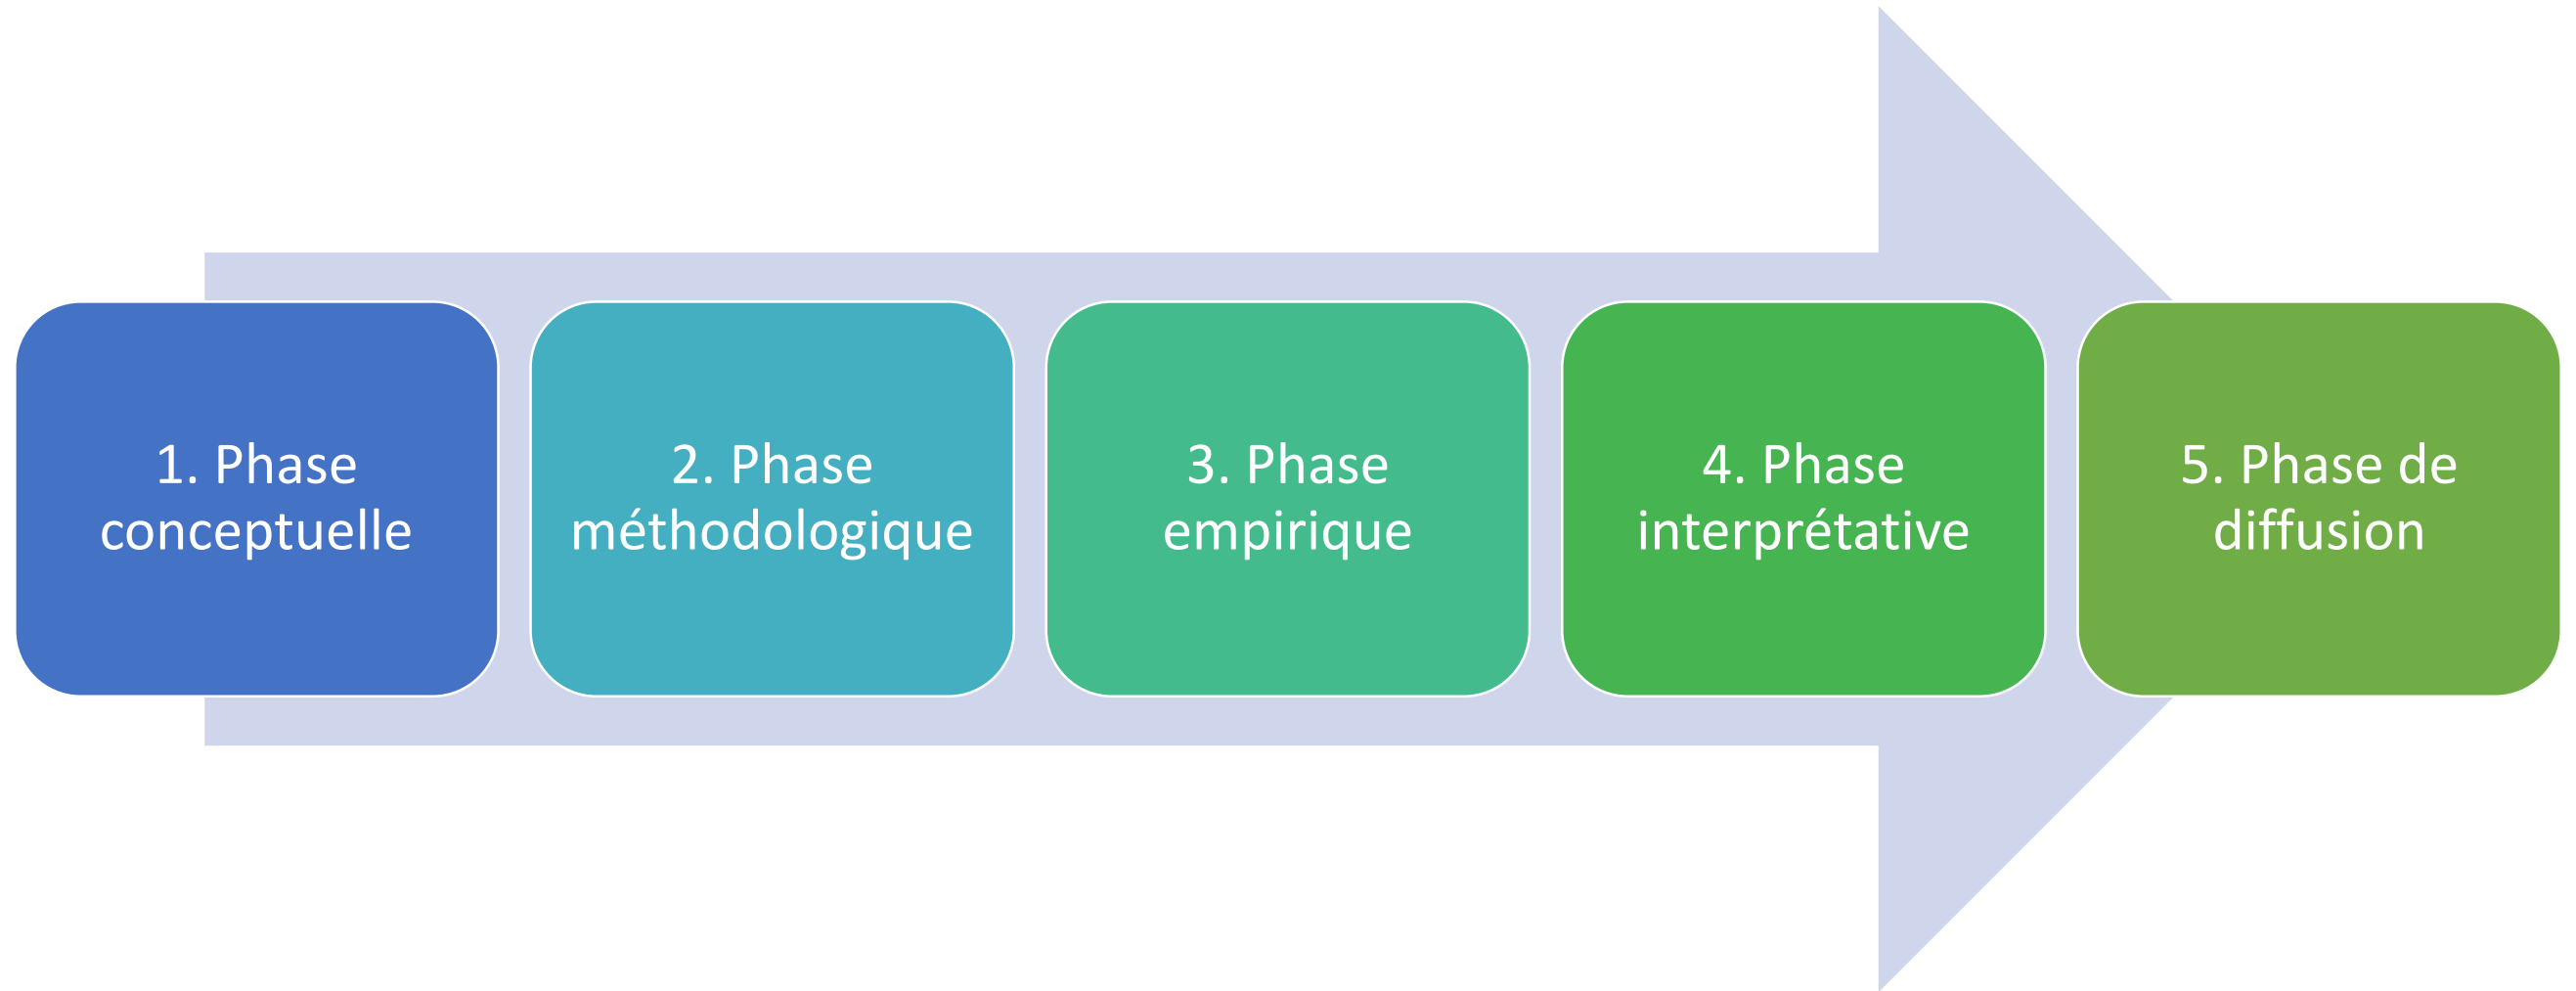 1. Phase
conceptuelle
2. Phase
méthodologique
3. Phase
empirique
4. Phase
interprétative
5. Phase de
diffusion